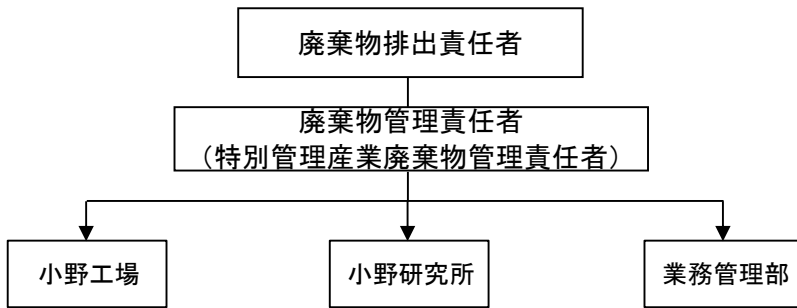 廃棄物排出責任者
廃棄物管理責任者
（特別管理産業廃棄物管理責任者）
小野工場
小野研究所
業務管理部